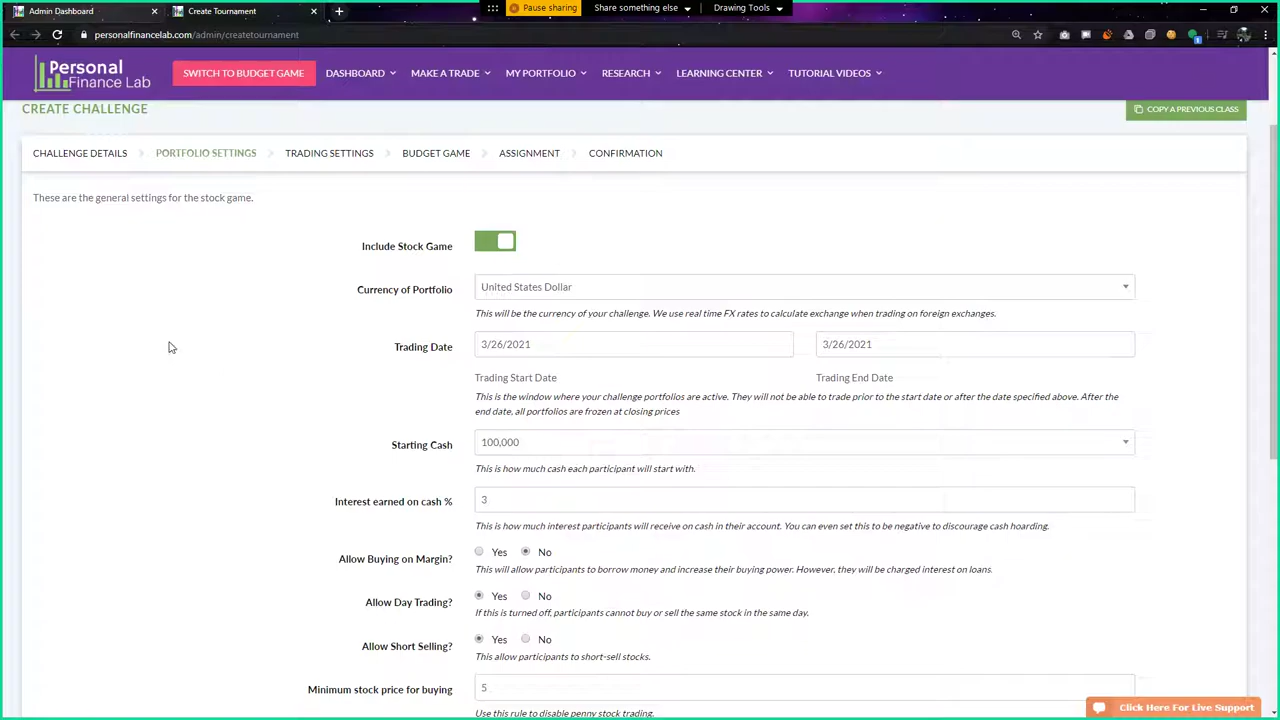 Admin Dashboard
Create Tournament
Pause sharing
Share something else
Drawing Tools
personalfinancelab.com/admin/createtournament
1
Personal
Finance Lab
SWITCH TO BUDGET GAME
DASHBOARD
MAKE A TRADE
MY PORTFOLIO
RESEARCH
LEARNING CENTER
TUTORIAL VIDEOS
CREATE CHALLENGE
COPY A PREVIOUS CLASS
CHALLENGE DETAILS
PORTFOLIO SETTINGS
TRADING SETTINGS
BUDGET GAME
ASSIGNMENT
CONFIRMATION
These are the general settings for the stock game.
Include Stock Game
Currency of Portfolio
United States Dollar
This will be the currency of your challenge. We use real time FX rates to calculate exchange when trading on foreign exchanges.
Trading Date
3/26/2021
3/26/2021
Trading Start Date
Trading End Date
This is the window where your challenge portfolios are active. They will not be able to trade prior to the start date or after the date specified above. After the
end date, all portfolios are frozen at closing prices
Starting Cash
100,000
This is how much cash each participant will start with.
Interest earned on cash %
3
This is how much interest participants will receive on cash in their account. You can even set this to be negative to discourage cash hoarding.
Allow Buying on Margin?
Yes
No
This will allow participants to borrow money and increase their buying power. However, they will be charged interest on loans.
Allow Day Trading?
Yes
No
If this is turned off, participants cannot buy or sell the same stock in the same day.
Allow Short Selling?
Yes
No
This allow participants to short-sell stocks.
Minimum stock price for buying
5
Use this rule to disable penny stock trading.
Click Here For Live Support